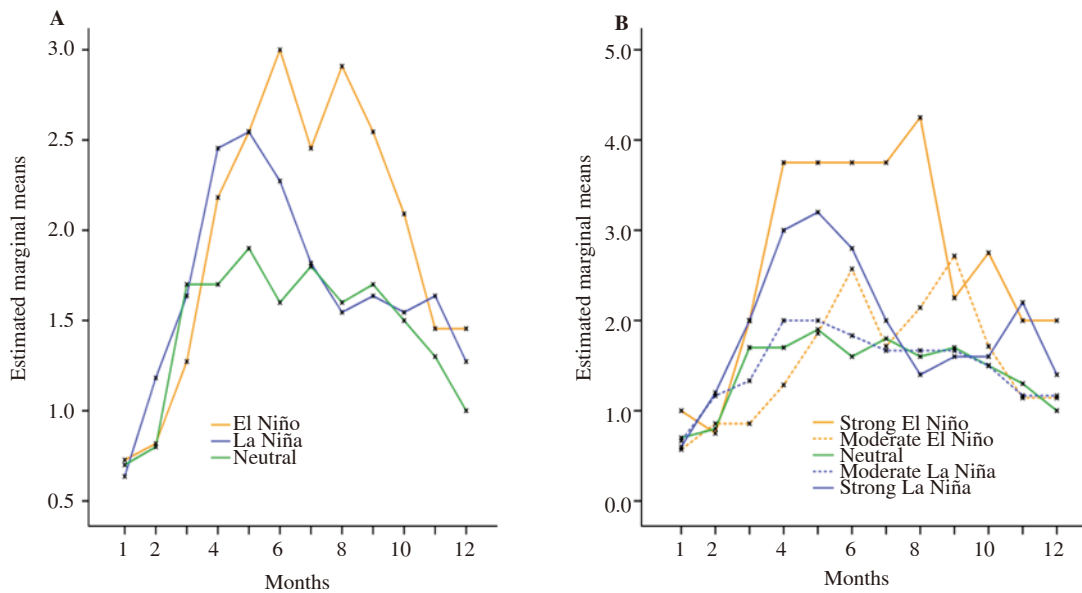 A
Estimated marginal means
3.0
2.5
2.0
1.5
1.0
0.5
El Niño
La Niña
Neutral
1 2 4 6 8 10 12
Months
B
Estimated marginal means
5.0
4.0
3.0
2.0
1.0
0.0
Strong El Niño
Moderate El Niño
Neutral
Moderate La Niña
Strong La Niña
1 2 4 6 8 10 12
Months